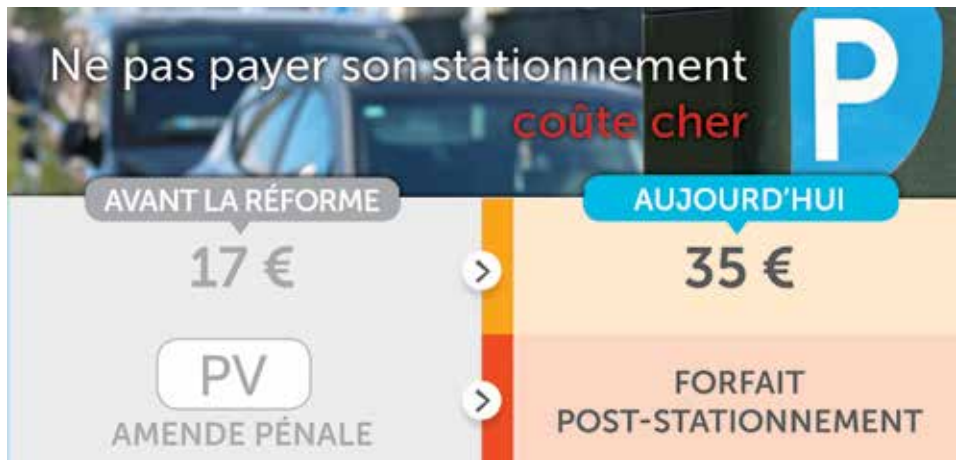 Ne pas payer son stationnement
coûte cher
P
AVANT LA RÉFORME
AUJOURD'HUI
17 €
35 €
PV
AMENDE PÉNALE
FORFAIT
POST-STATIONNEMENT